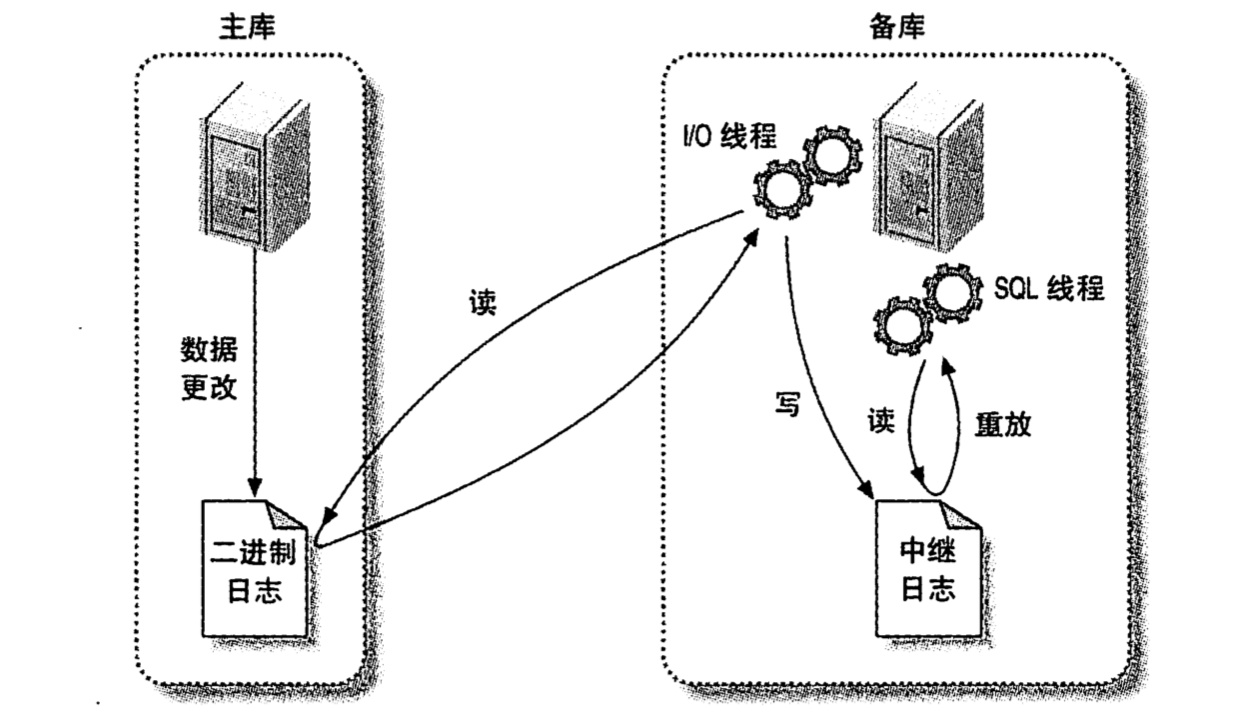 主库
备库
I/O 线程
SQL 线程
读
数据
更改
写
读
重放
二进制
日志
中继
日志